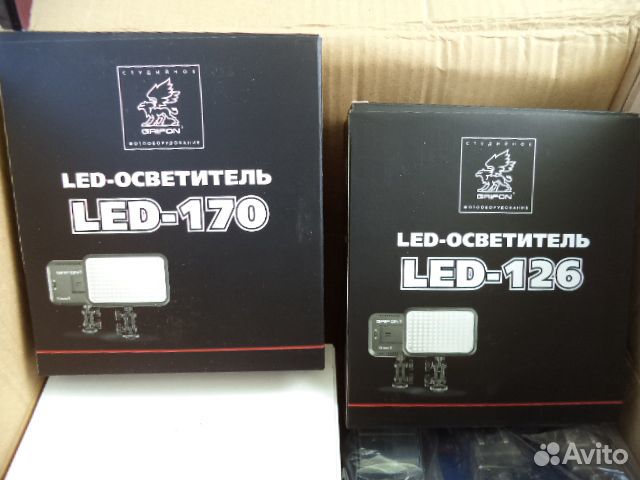 СТУДИЙНОЕ
GRIFON
ФОТООБОРУДОВАНИЕ
LED-ОСВЕТИТЕЛЬ
LED-170
СТУДИЙНОЕ
GRIFON
ФОТООБОРУДОВАНИЕ
LED-ОСВЕТИТЕЛЬ
LED-126
Avito